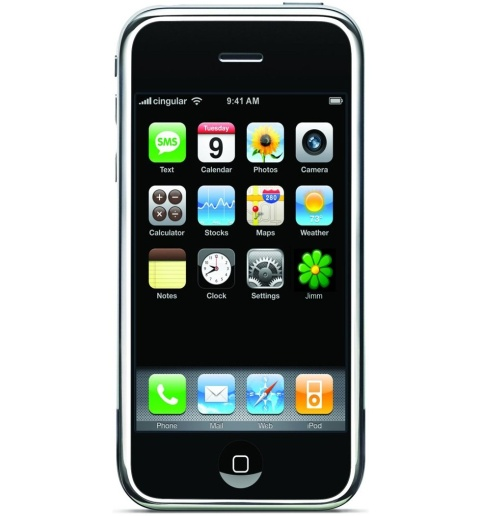 cingular 9:41 AM
SMS Tuesday 9
Text Calendar Photos Camera
280 73°
Calculator Stocks Maps Weather
Notes Clock Settings Jimm
Phone Mail Web iPod